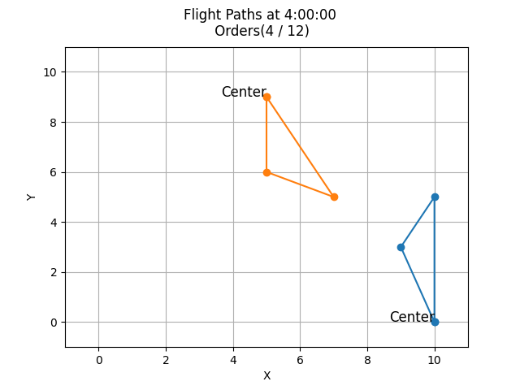 Flight Paths at 4:00:00
Orders(4 / 12)
10
Center
8
6
Y
4
2
Center
0
0 2 4 6 8 10
X